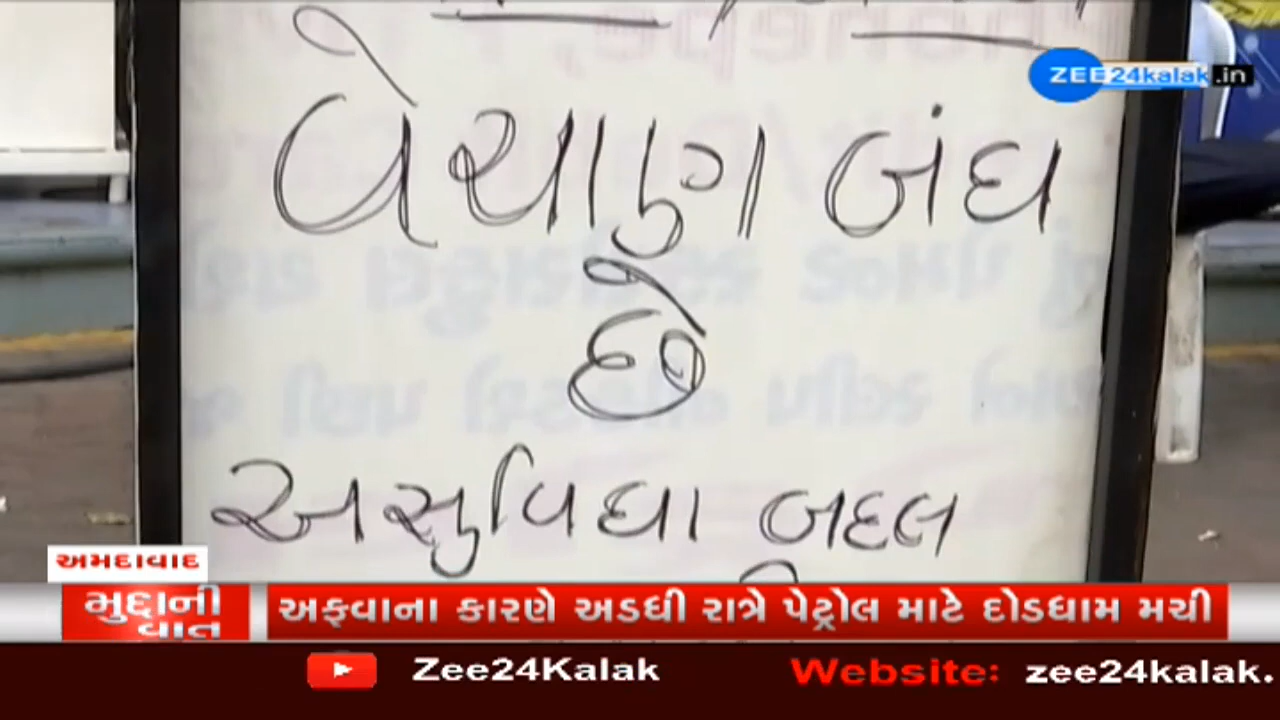 ZEE24kalak.in
વેચાણ બંધ
છે
અસુવિધા બદલ
અમદાવાદ
મુદ્દાની
વાત
અફવાના કારણે અડધી રાત્રે પેટ્રોલ માટે દોડધામ મચી
Zee24Kalak Website: zee24kalak.